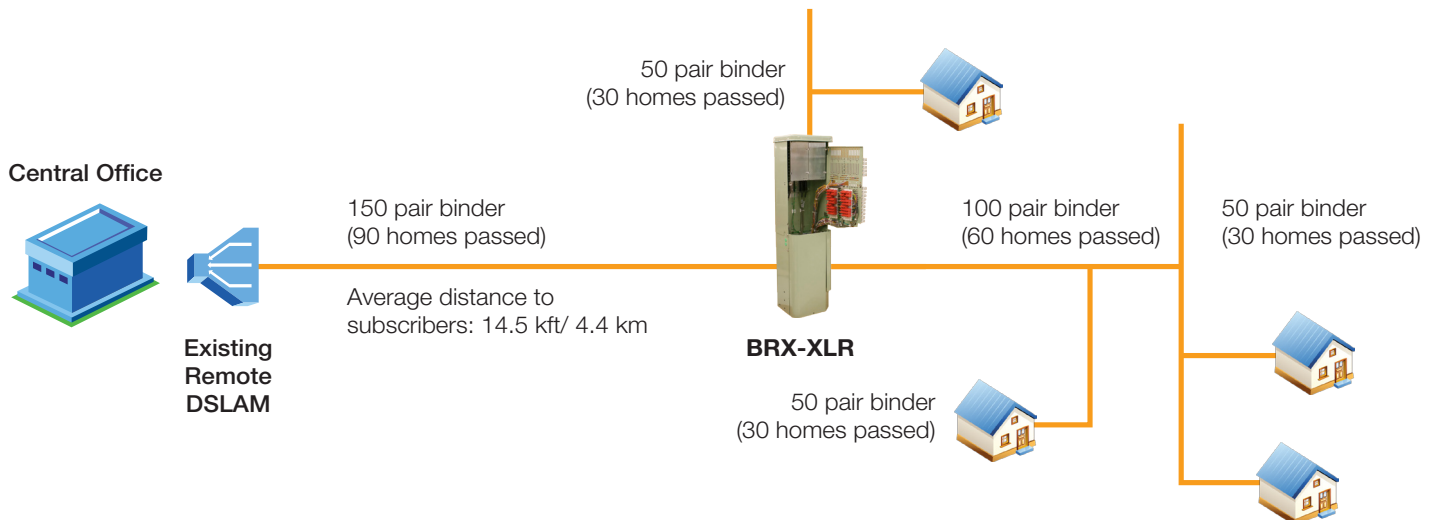 Central Office
Existing
Remote
DSLAM
150 pair binder
(90 homes passed)
Average distance to
subscribers: 14.5 kft/ 4.4 km
50 pair binder
(30 homes passed)
BRX-XLR
100 pair binder
(60 homes passed)
50 pair binder
(30 homes passed)
50 pair binder
(30 homes passed)